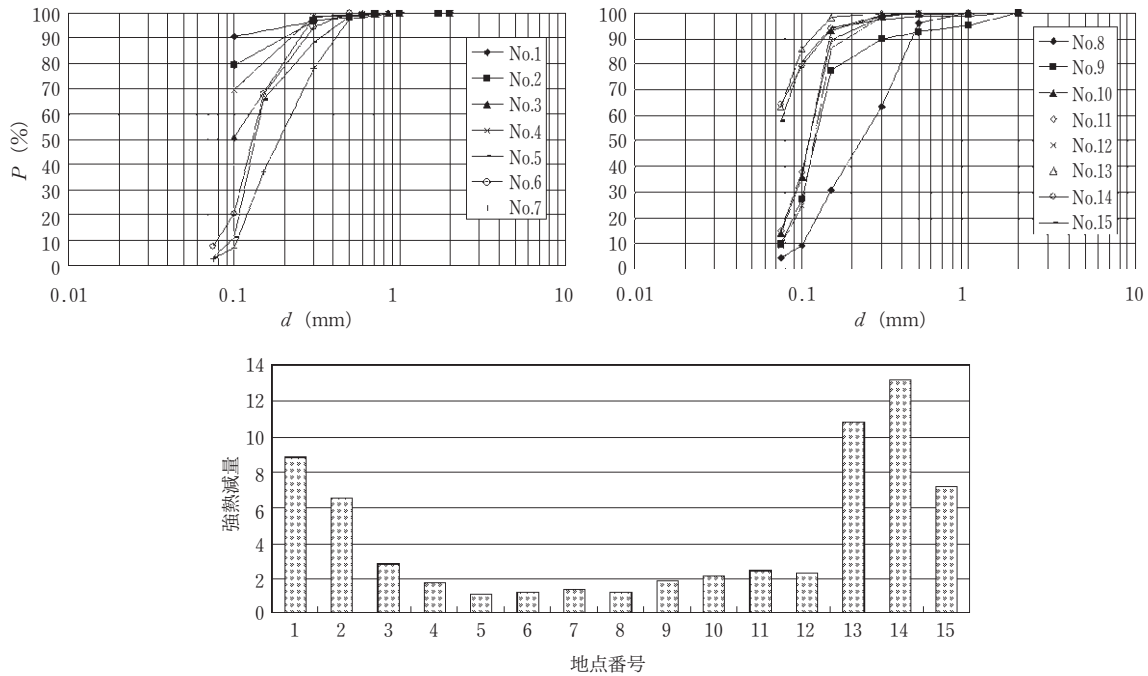 100
90
80
70
60
50
40
30
20
10
0
P (%)
0.01
0.1
1
10
d (mm)
No.1
No.2
No.3
No.4
No.5
No.6
No.7
100
90
80
70
60
50
40
30
20
10
0
0.01
0.1
1
10
d (mm)
No.8
No.9
No.10
No.11
No.12
No.13
No.14
No.15
14
12
10
8
6
4
2
0
強熱減量
1 2 3 4 5 6 7 8 9 10 11 12 13 14 15
地点番号